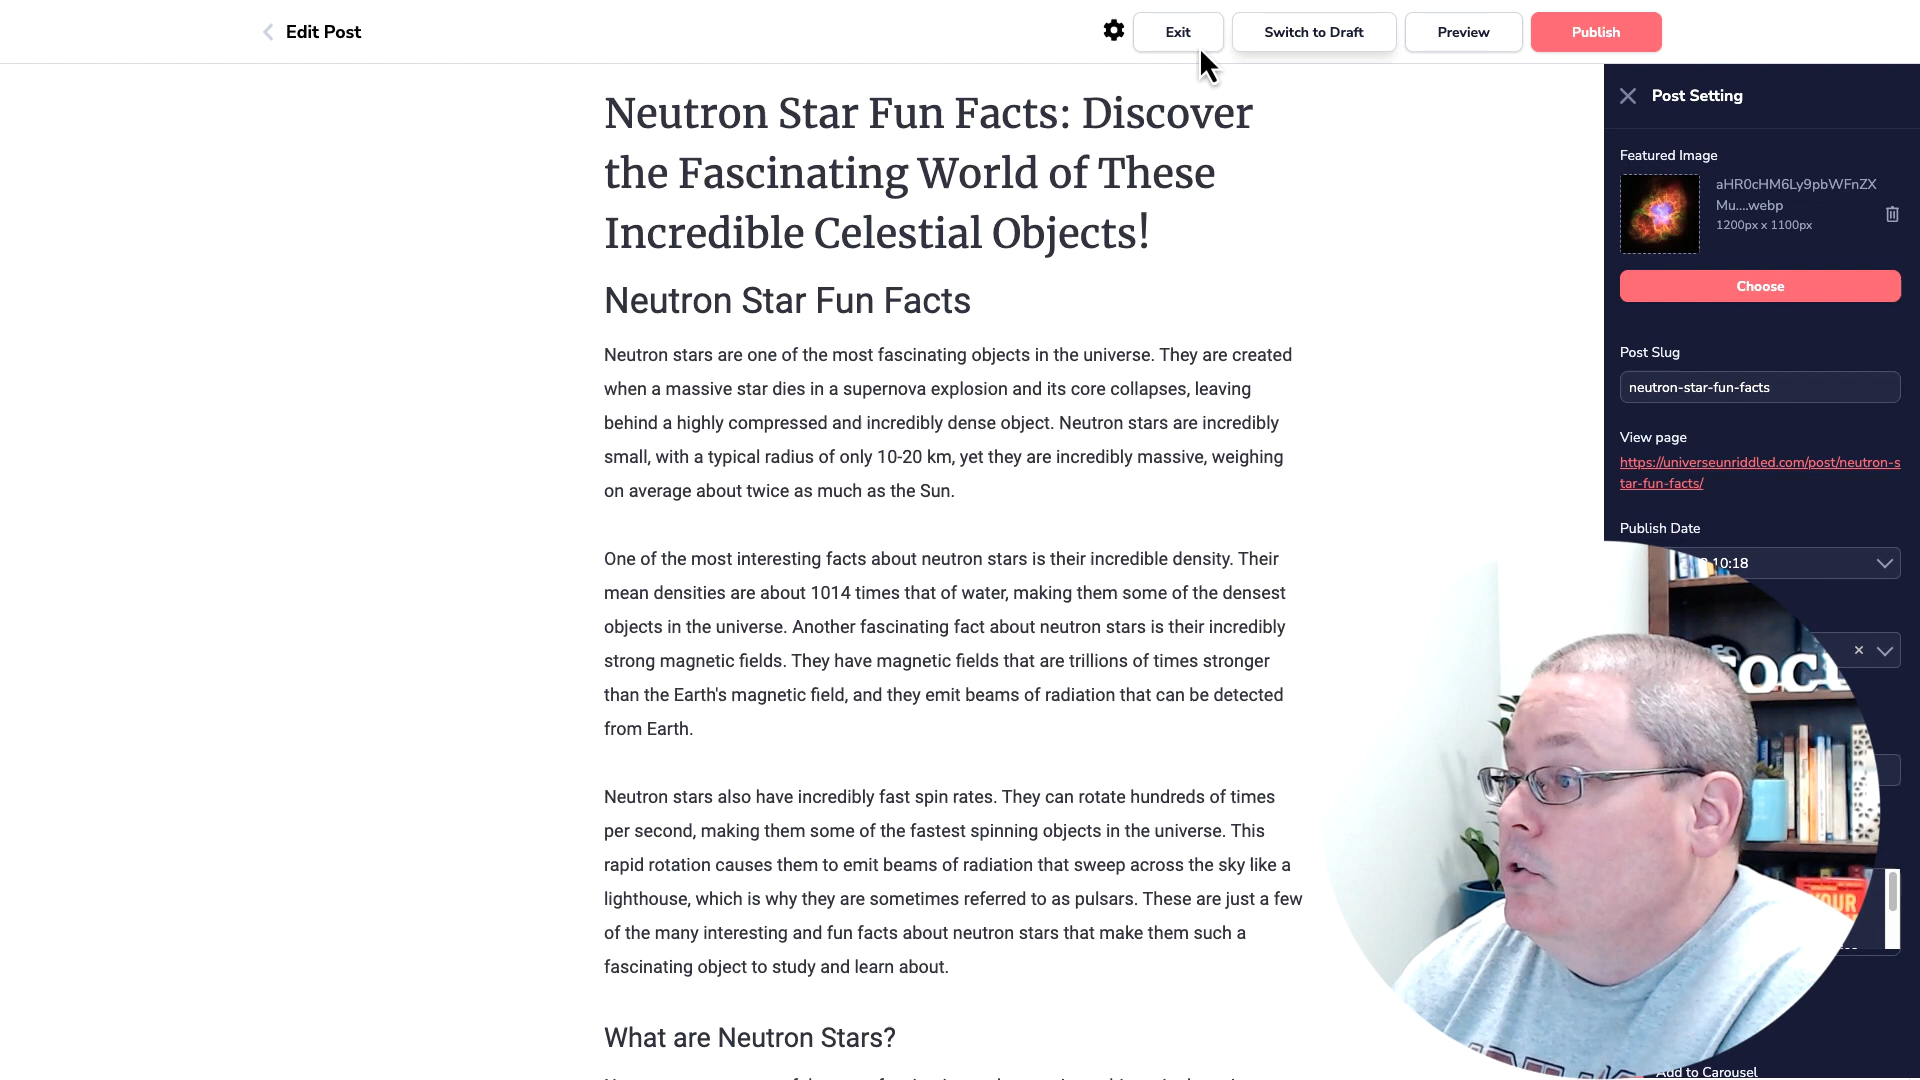 Edit Post
Exit
Switch to Draft
Preview
Publish
Neutron Star Fun Facts: Discover
the Fascinating World of These
Incredible Celestial Objects!
Neutron Star Fun Facts
Neutron stars are one of the most fascinating objects in the universe. They are created
when a massive star dies in a supernova explosion and its core collapses, leaving
behind a highly compressed and incredibly dense object. Neutron stars are incredibly
small, with a typical radius of only 10-20 km, yet they are incredibly massive, weighing
on average about twice as much as the Sun.
One of the most interesting facts about neutron stars is their incredible density. Their
mean densities are about 1014 times that of water, making them some of the densest
objects in the universe. Another fascinating fact about neutron stars is their incredibly
strong magnetic fields. They have magnetic fields that are trillions of times stronger
than the Earth's magnetic field, and they emit beams of radiation that can be detected
from Earth.
Neutron stars also have incredibly fast spin rates. They can rotate hundreds of times
per second, making them some of the fastest spinning objects in the universe. This
rapid rotation causes them to emit beams of radiation that sweep across the sky like a
lighthouse, which is why they are sometimes referred to as pulsars. These are just a few
of the many interesting and fun facts about neutron stars that make them such a
fascinating object to study and learn about.
What are Neutron Stars?
Post Setting
Featured Image
aHR0cHM6Ly9pbWFnZX
Mu....webp
1200px x 1100px
Choose
Post Slug
neutron-star-fun-facts
View page
https://universeunriddled.com/post/neutron-s
tar-fun-facts/
Publish Date
10:18
YOUR
Add to Carousel